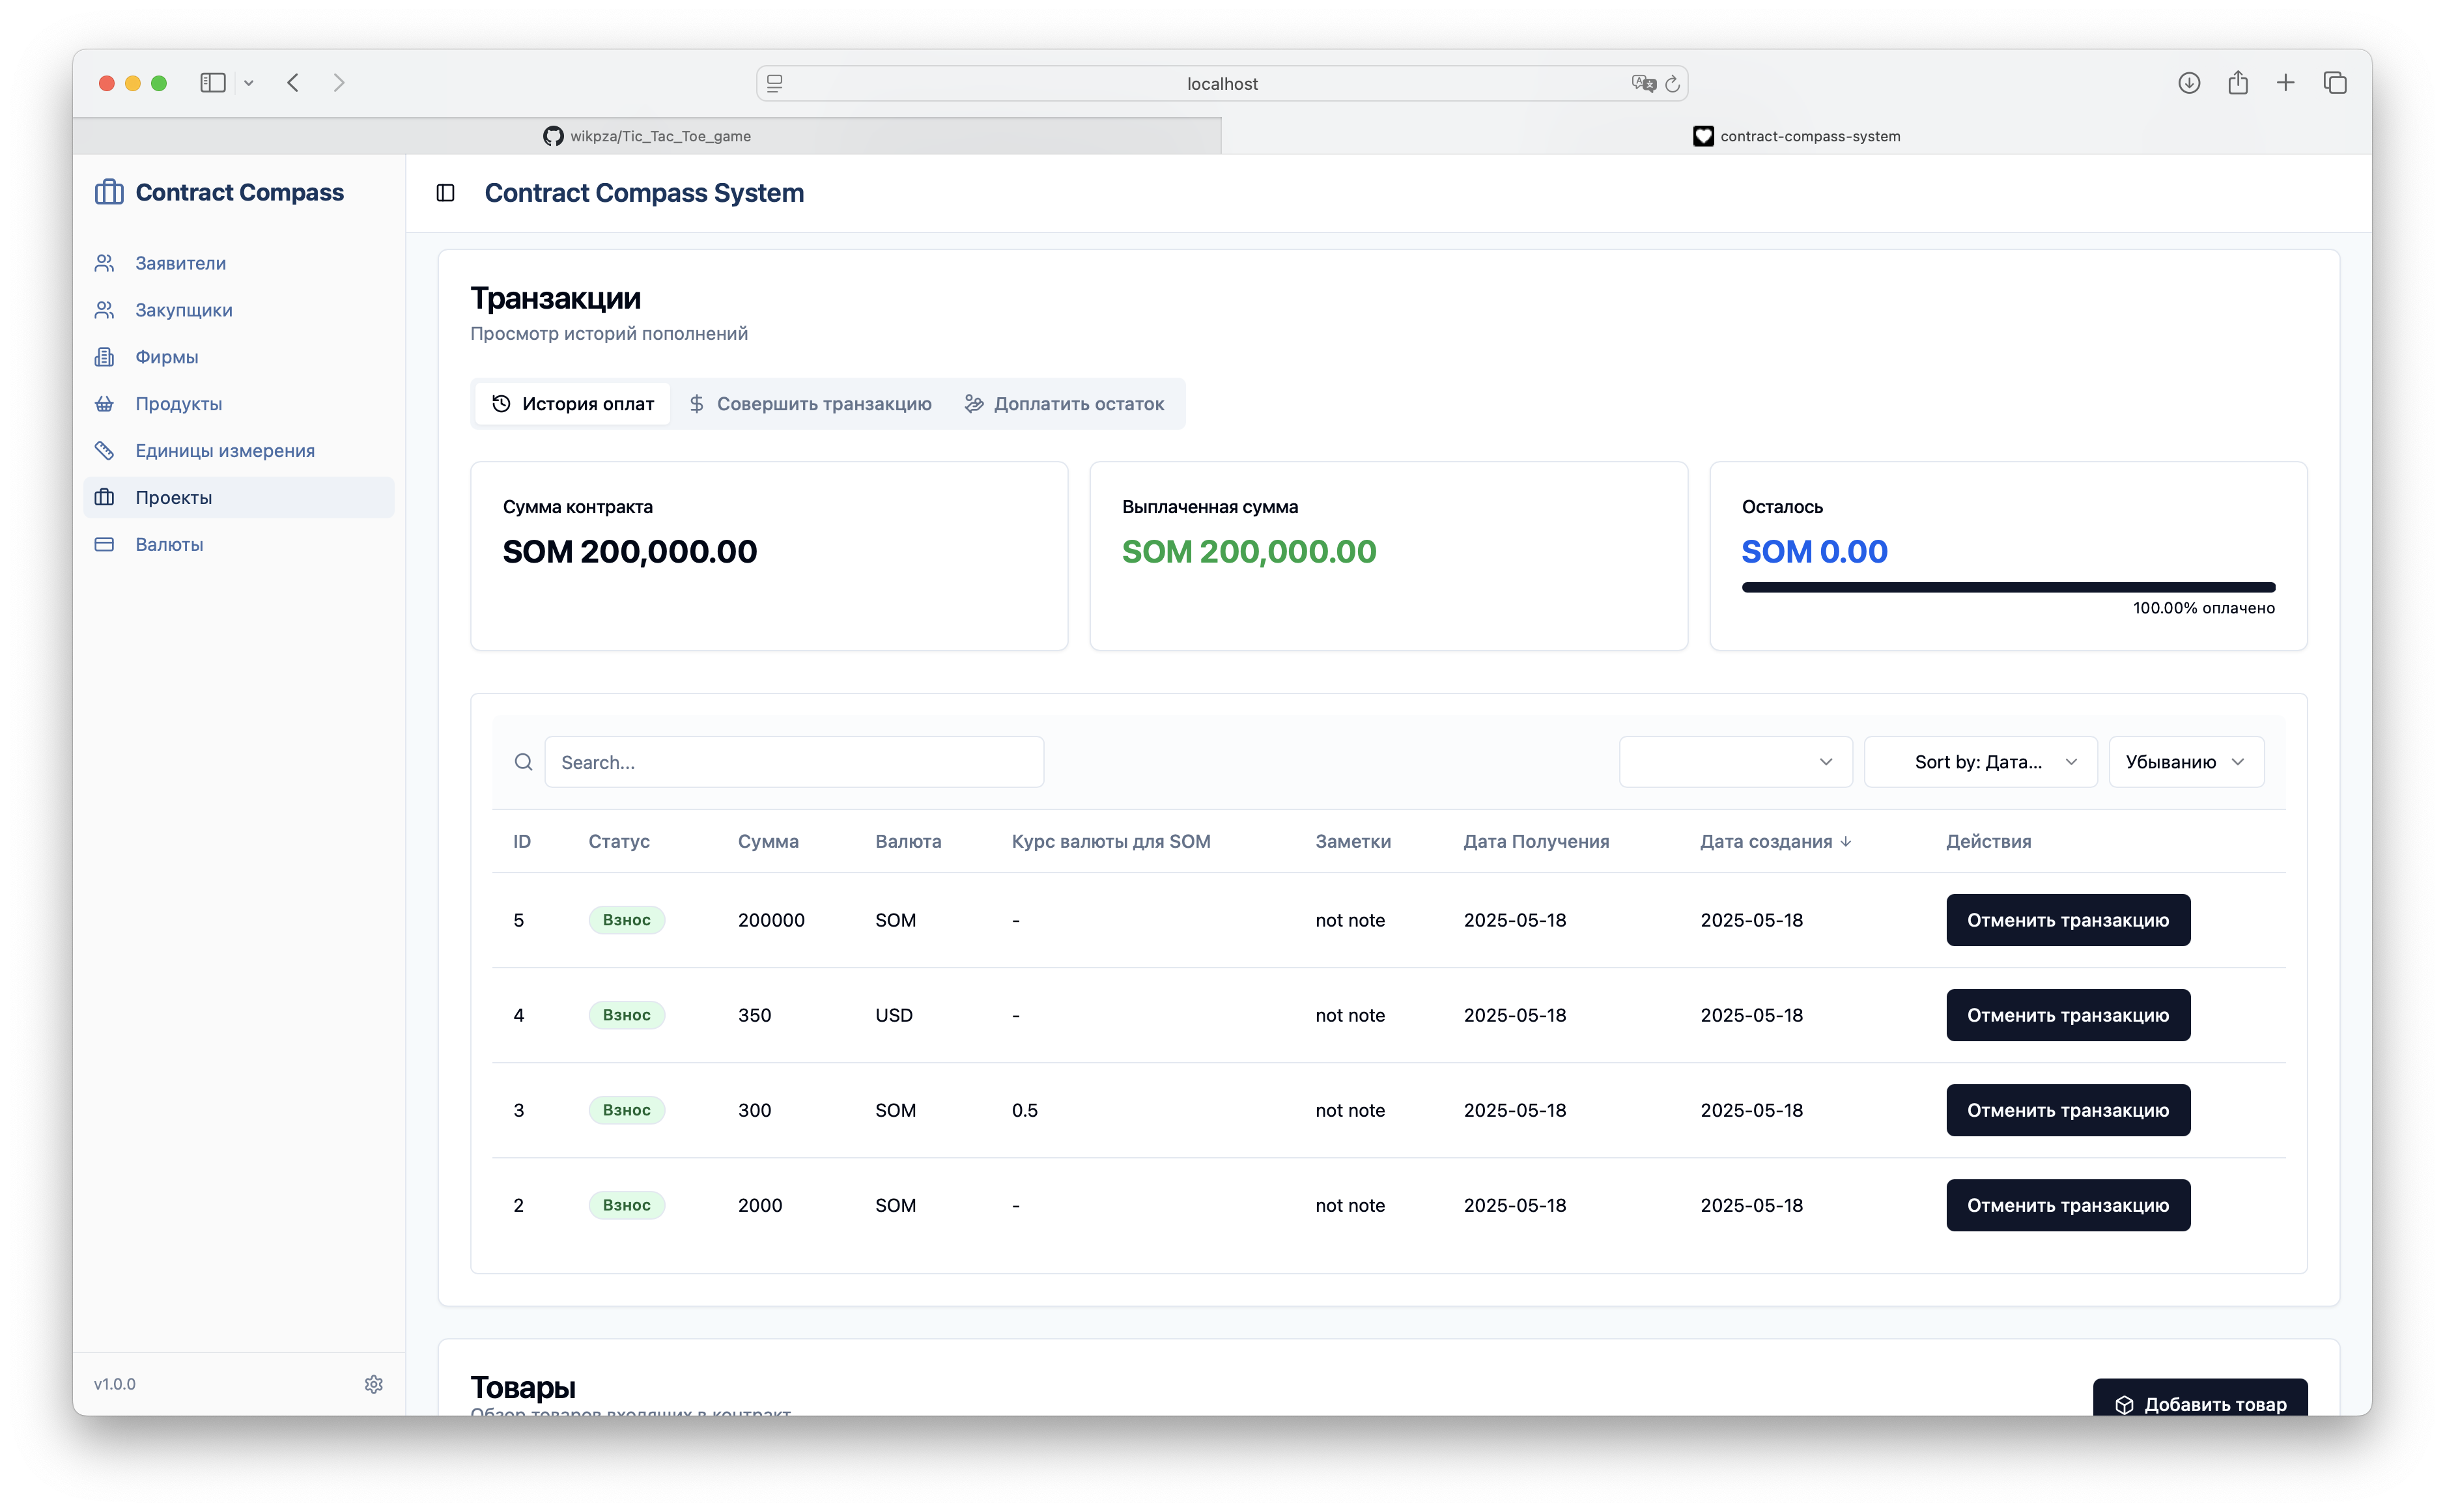 localhost
wikpza/Tic_Tac_Toe_game
contract-compass-system
Contract Compass
Contract Compass System
Заявители
Закупщики
Фирмы
Продукты
Единицы измерения
Проекты
Валюты
v1.0.0
Транзакции
Просмотр историй пополнений
История оплат Совершить транзакцию Доплатить остаток
Сумма контракта
SOM 200,000.00
Выплаченная сумма
SOM 200,000.00
Осталось
SOM 0.00
100.00% оплачено
Search... Sort by: Дата... Убыванию
ID Статус Сумма Валюта Курс валюты для SOM Заметки Дата Получения Дата создания Действия
5 Взнос 200000 SOM - not note 2025-05-18 2025-05-18 Отменить транзакцию
4 Взнос 350 USD - not note 2025-05-18 2025-05-18 Отменить транзакцию
3 Взнос 300 SOM 0.5 not note 2025-05-18 2025-05-18 Отменить транзакцию
2 Взнос 2000 SOM - not note 2025-05-18 2025-05-18 Отменить транзакцию
Товары
Обзор товаров входящих в контракт
Добавить товар